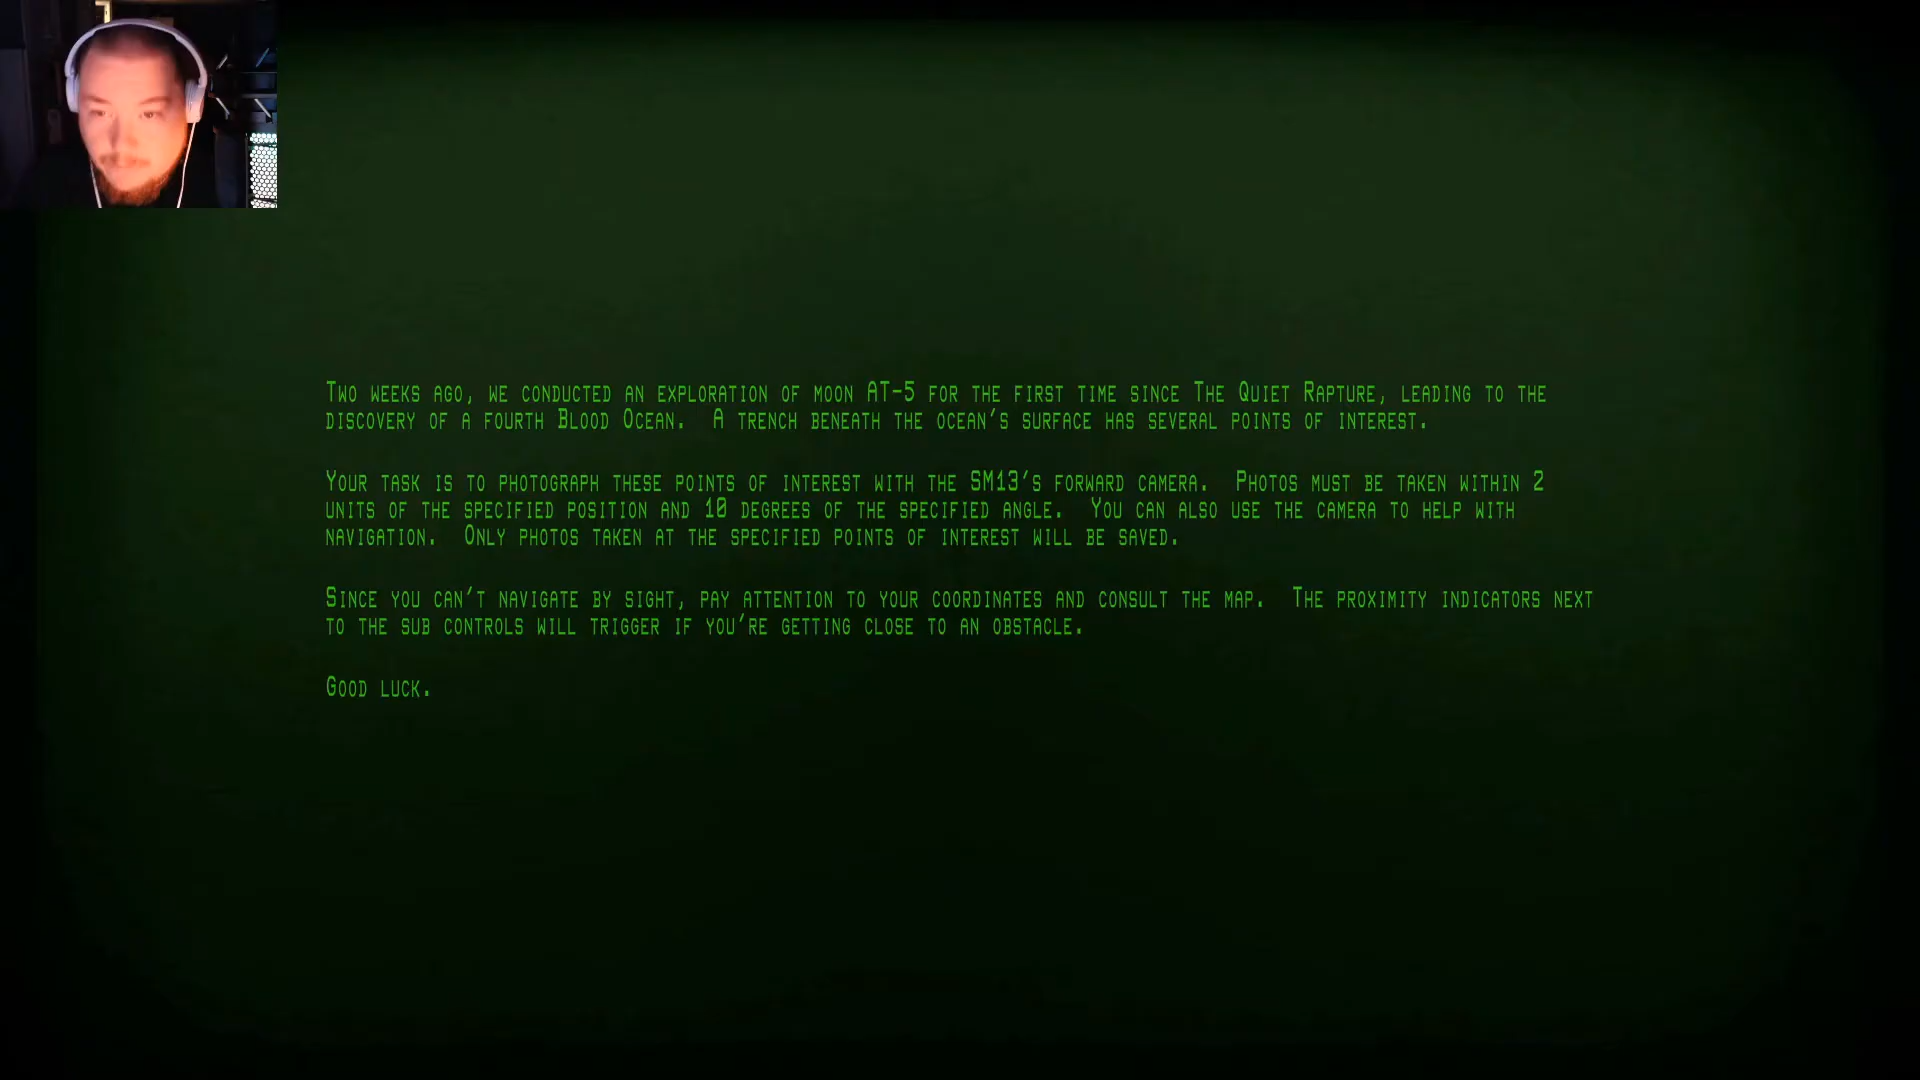 Two weeks ago, we conducted an exploration of moon AT-5 for the first time since The Quiet Rapture, leading to the
discovery of a fourth Blood Ocean. A trench beneath the ocean's surface has several points of interest.
Your task is to photograph these points of interest with the SM13's forward camera. Photos must be taken within 2
units of the specified position and 10 degrees of the specified angle. You can also use the camera to help with
navigation. Only photos taken at the specified points of interest will be saved.
Since you can't navigate by sight, pay attention to your coordinates and consult the map. The proximity indicators next
to the sub controls will trigger if you're getting close to an obstacle.
Good luck.